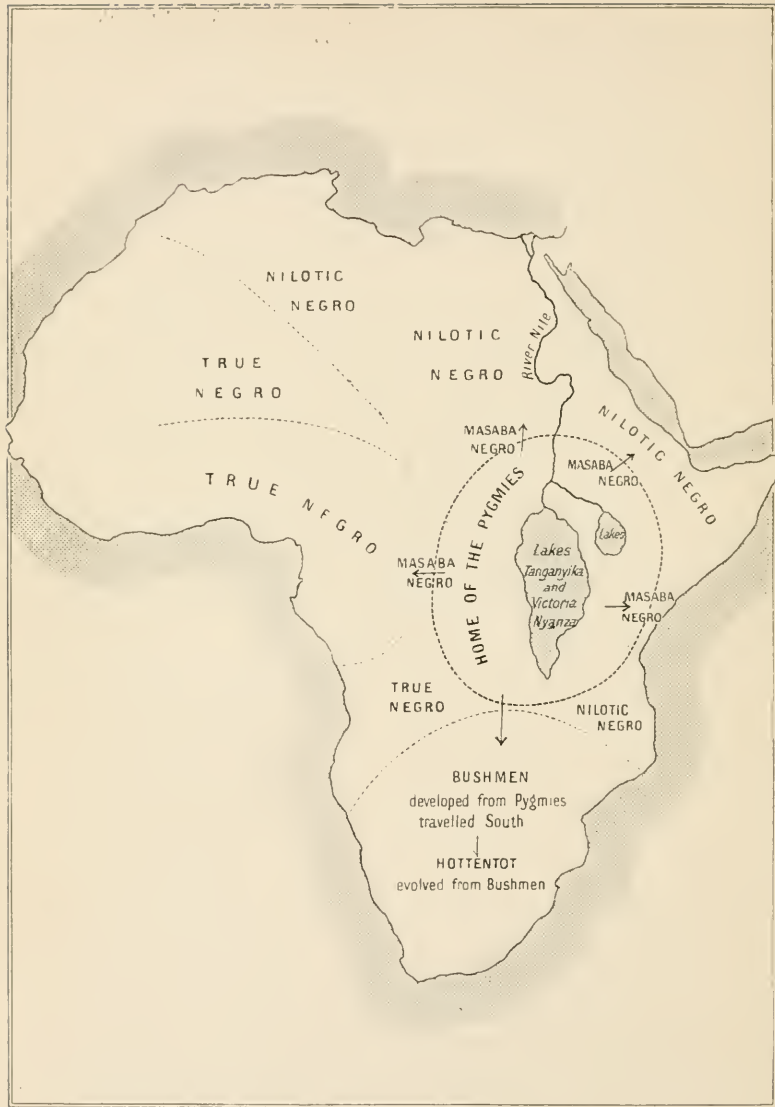 NILOTIC
NEGRO
NILOTIC
NEGRO
River Nile
TRUE
NEGRO
NILOTIC NEGRO
MASABA
NEGRO
MASABA
NEGRO
TRUE NEGRO
HOME OF THE PYGMIES
Lakes
Lakes
Tanganyika
and
Victoria
Nyanza
MASABA
NEGRO
MASABA
NEGRO
TRUE
NEGRO
NILOTIC
NEGRO
BUSHMEN
developed from Pygmies
travelled South
HOTTENTOT
evolved from Bushmen